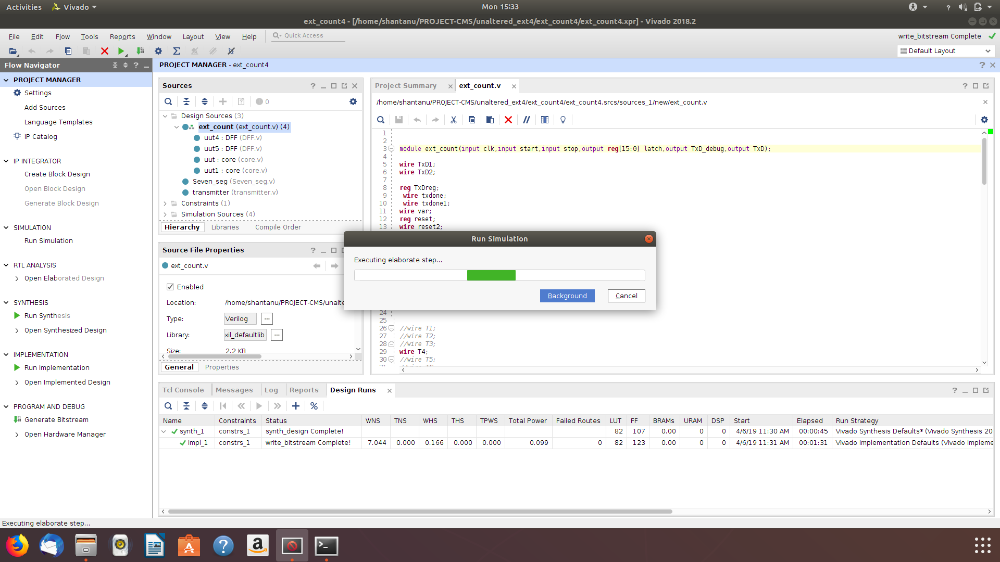 Activities Vivado Mon 15:33
ext_count4 - [/home/shantanu/PROJECT-CMS/unaltered_ext4/ext_count4/ext_count4.xpr] - Vivado 2018.2
File Edit Flow Tools Reports Window Layout View Help Quick Access write_bitstream Complete
Default Layout
Flow Navigator
PROJECT MANAGER - ext_count4
PROJECT MANAGER
Settings
Add Sources
Language Templates
IP Catalog
IP INTEGRATOR
Create Block Design
Open Block Design
Generate Block Design
SIMULATION
Run Simulation
RTL ANALYSIS
Open Elaborated Design
SYNTHESIS
Run Synthesis
Open Synthesized Design
IMPLEMENTATION
Run Implementation
Open Implemented Design
PROGRAM AND DEBUG
Generate Bitstream
Open Hardware Manager
Sources
0
Design Sources (3)
ext_count (ext_count.v) (4)
uut4 : DFF (DFF.v)
uut5 : DFF (DFF.v)
uut : core (core.v)
uut1 : core (core.v)
Seven_seg (Seven_seg.v)
transmitter (transmitter.v)
Constraints (1)
Simulation Sources (4)
Hierarchy Libraries Compile Order
Source File Properties
ext_count.v
Enabled
Location: /home/shantanu/PROJECT-CMS/unalte
Type: Verilog
Library: xil_defaultlib
Size: 2.2 KB
General Properties
Project Summary ext_count.v
/home/shantanu/PROJECT-CMS/unaltered_ext4/ext_count4/ext_count4.srcs/sources_1/new/ext_count.v
1
2
3 module ext_count(input clk,input start,input stop,output reg[15:0] latch,output TxD_debug,output TxD);
4
5 wire TxD1;
6 wire TxD2;
7
8 reg TxDreg;
9 wire txdone;
10 wire txdone1;
11 wire var;
12 reg reset;
13 wire reset2;
Run Simulation
Executing elaborate step...
Background Cancel
24
25
26 //wire T1;
27 //wire T2;
28 //wire T3;
29 wire T4;
30 //wire T5;
Tcl Console Messages Log Reports Design Runs
Name Constraints Status WNS TNS WHS THS TPWS Total Power Failed Routes LUT FF BRAMs URAM DSP Start Elapsed Run Strategy
synth_1 constrs_1 synth_design Complete! 82 107 0.00 0 0 4/6/19 11:30 AM 00:00:45 Vivado Synthesis Defaults* (Vivado Synthesis 20
impl_1 constrs_1 write_bitstream Complete! 7.044 0.000 0.166 0.000 0.000 0.099 0 82 123 0.00 0 0 4/6/19 11:31 AM 00:01:31 Vivado Implementation Defaults (Vivado Impleme
Executing elaborate step...